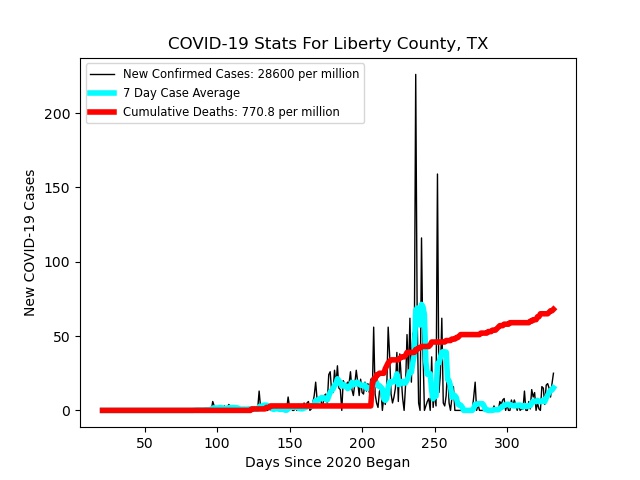 COVID-19 Stats For Liberty County, TX
New Confirmed Cases: 28600 per million
7 Day Case Average
Cumulative Deaths: 770.8 per million
New COVID-19 Cases
200
150
100
50
0
50 100 150 200 250 300
Days Since 2020 Began